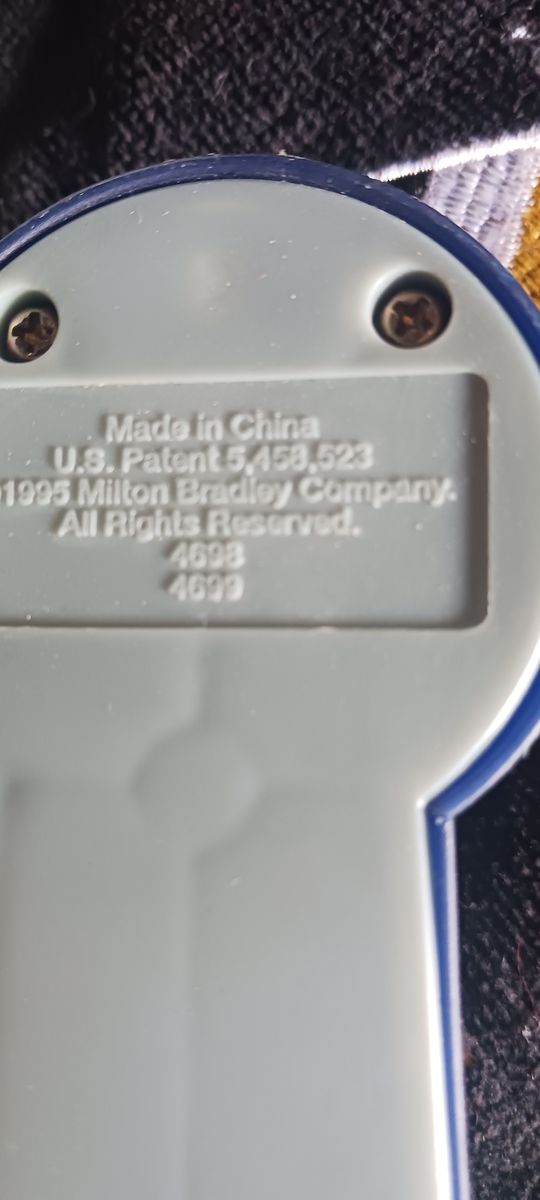 Made in China
U.S. Patent 5,458,523
1995 Milton Bradley Company.
All Rights Reserved.
4698
4699